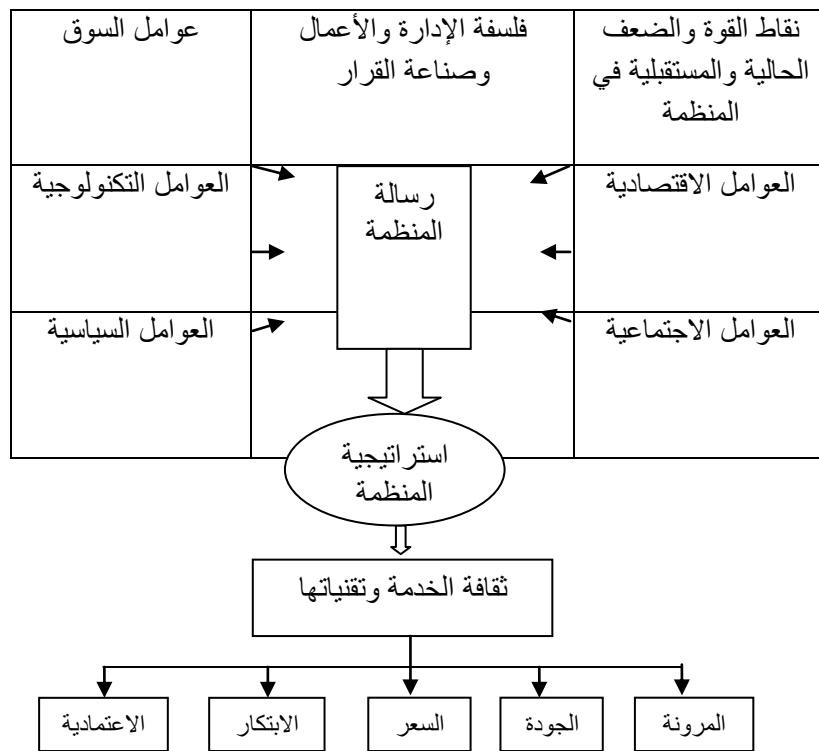 نقاط القوة والضعف
الحالية والمستقبلية في
المنظمة
فلسفة الإدارة والأعمال
وصناعة القرار
عوامل السوق
العوامل الاقتصادية
رسالة
المنظمة
العوامل التكنولوجية
العوامل الاجتماعية
العوامل السياسية
استراتيجية
المنظمة
ثقافة الخدمة وتقنياتها
المرونة
الجودة
السعر
الابتكار
الاعتمادية